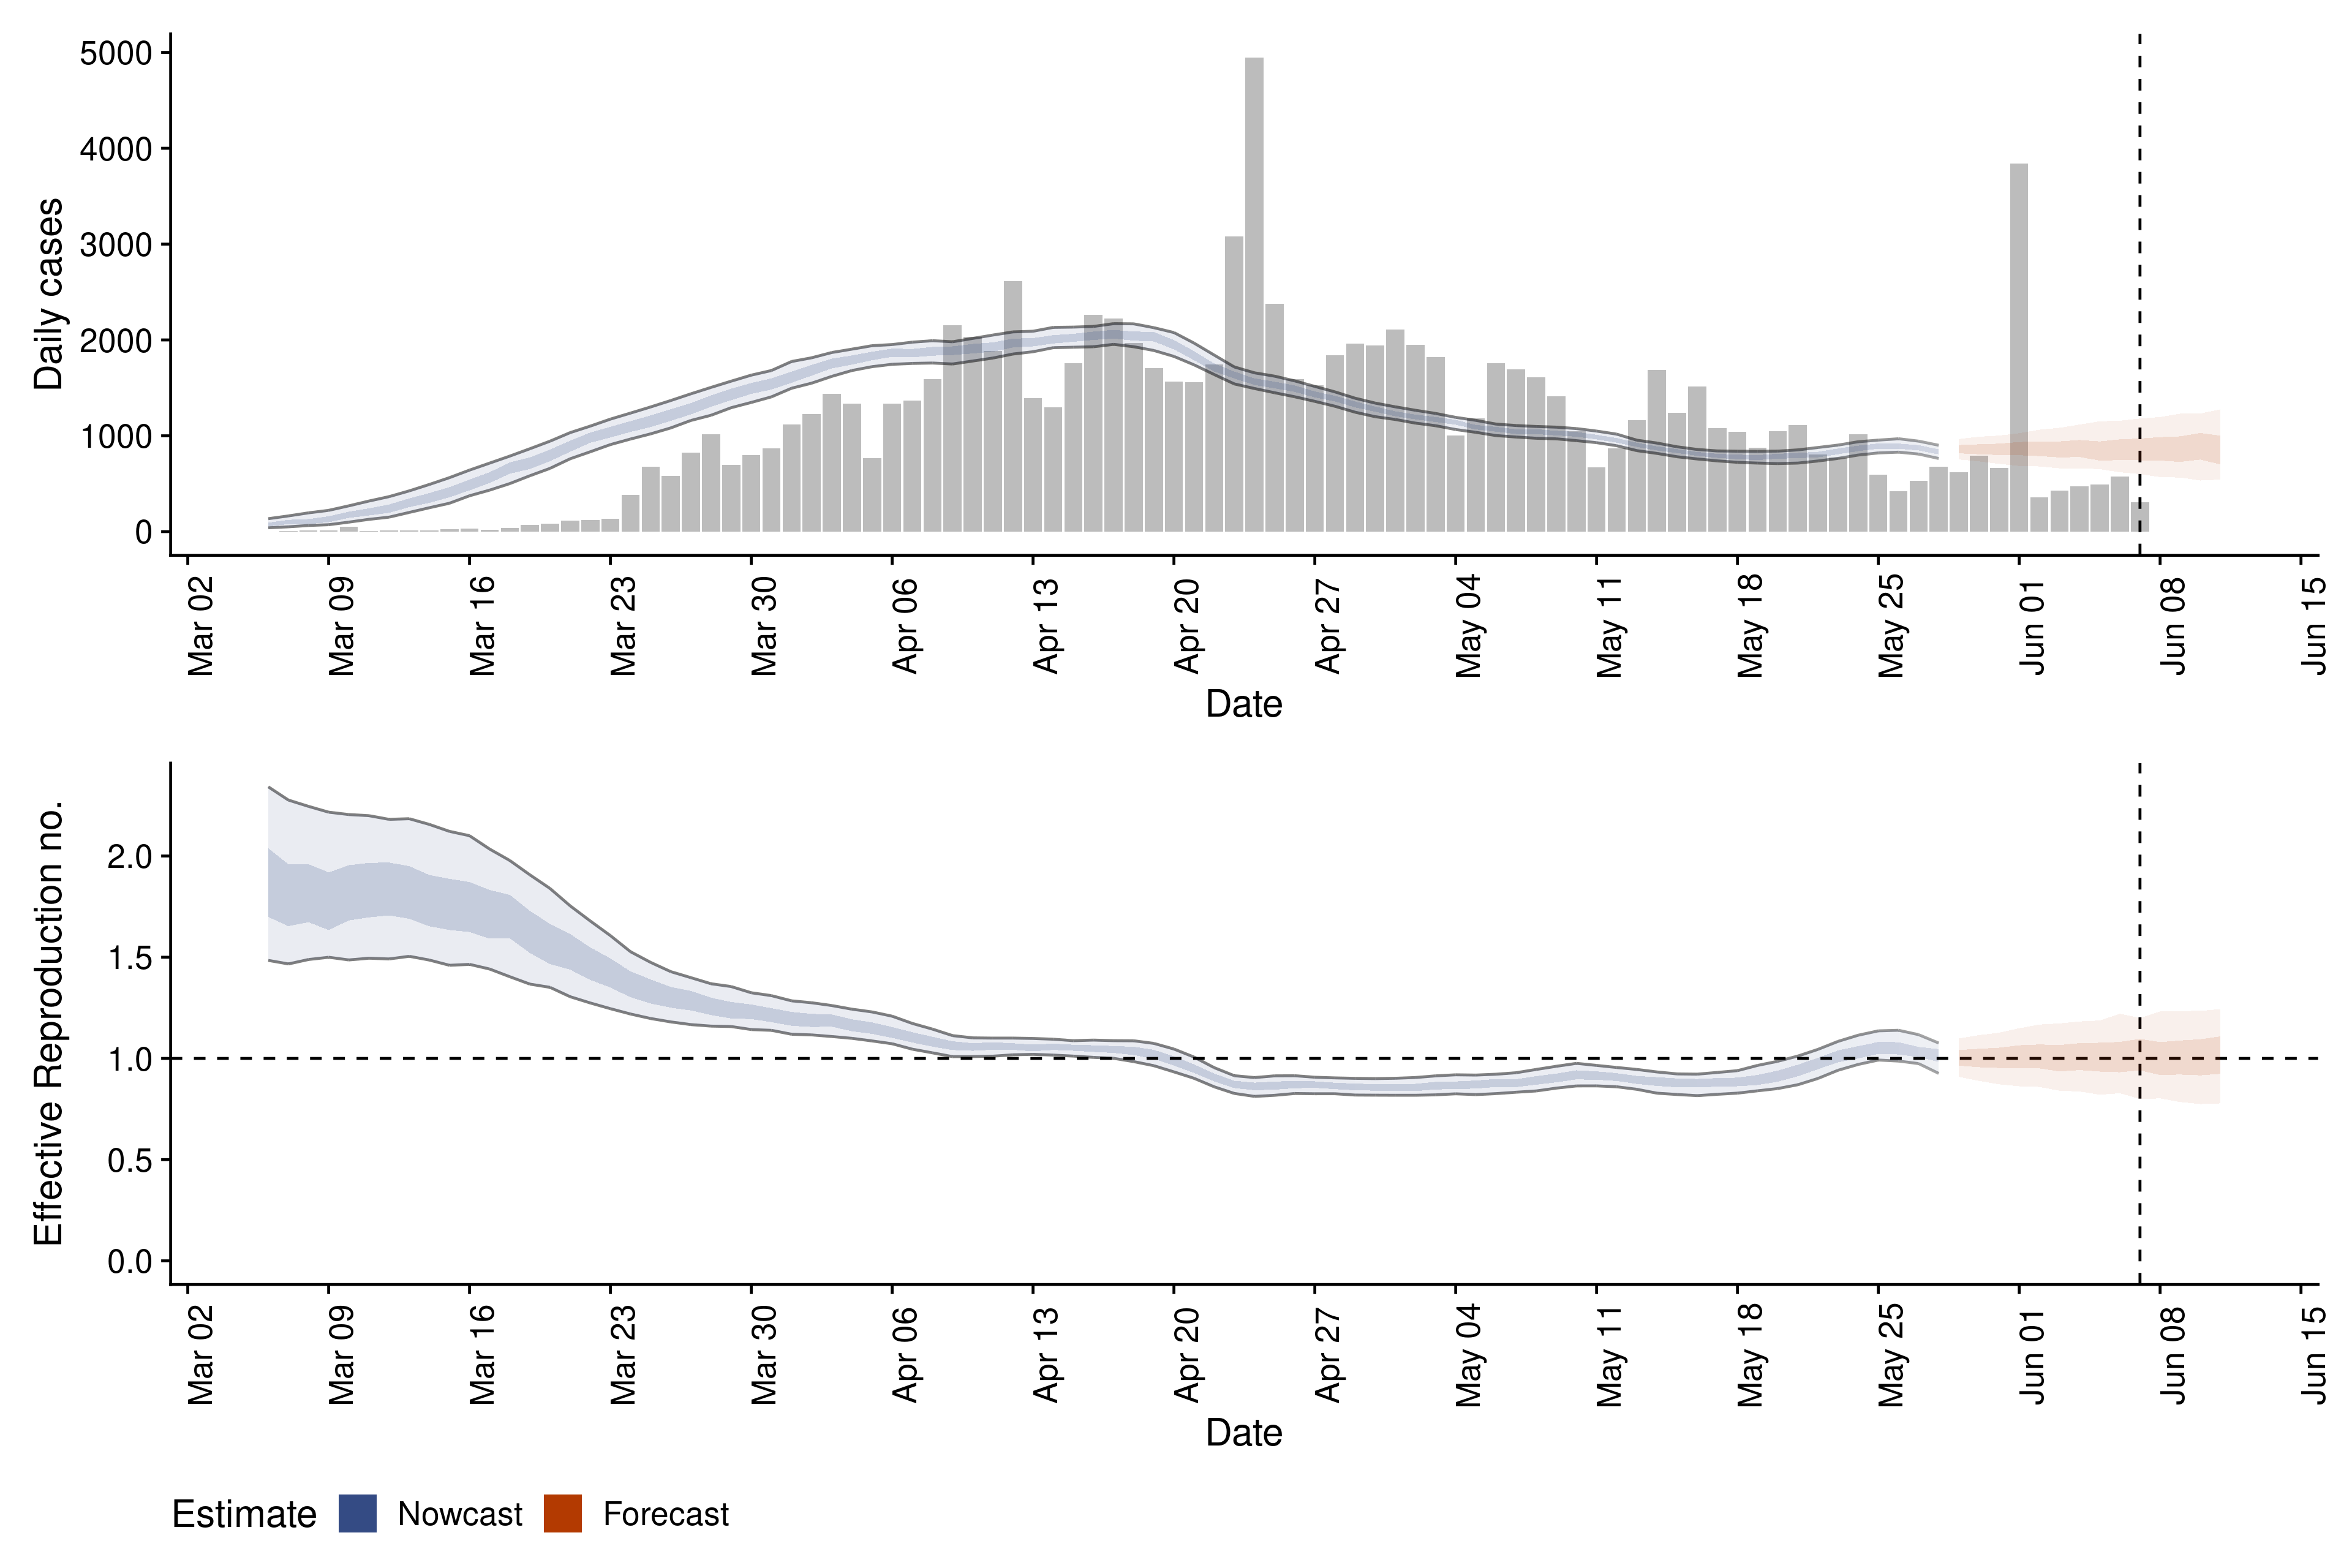 5000
4000
3000
2000
1000
0
Daily cases
Mar 02
Mar 09
Mar 16
Mar 23
Mar 30
Apr 06
Apr 13
Apr 20
Apr 27
May 04
May 11
May 18
May 25
Jun 01
Jun 08
Jun 15
Date
2.0
1.5
1.0
0.5
0.0
Effective Reproduction no.
Mar 02
Mar 09
Mar 16
Mar 23
Mar 30
Apr 06
Apr 13
Apr 20
Apr 27
May 04
May 11
May 18
May 25
Jun 01
Jun 08
Jun 15
Date
Estimate Nowcast Forecast